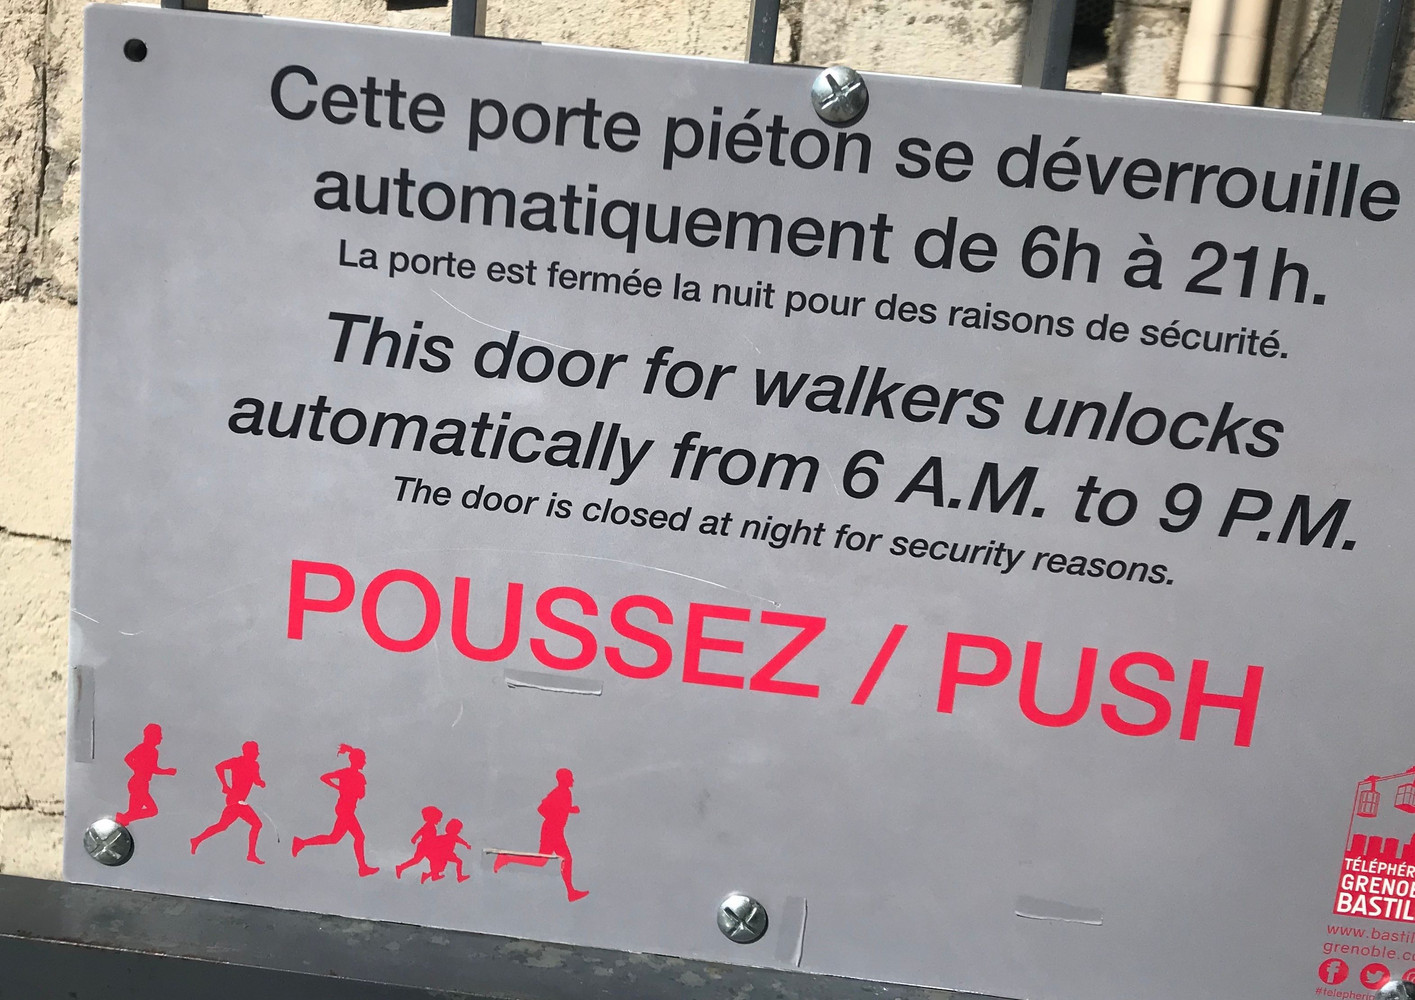 Cette porte piéton se déverrouille
automatiquement de 6h à 21h.
La porte est fermée la nuit pour des raisons de sécurité.
This door for walkers unlocks
automatically from 6 A.M. to 9 P.M.
The door is closed at night for security reasons.
POUSSEZ / PUSH